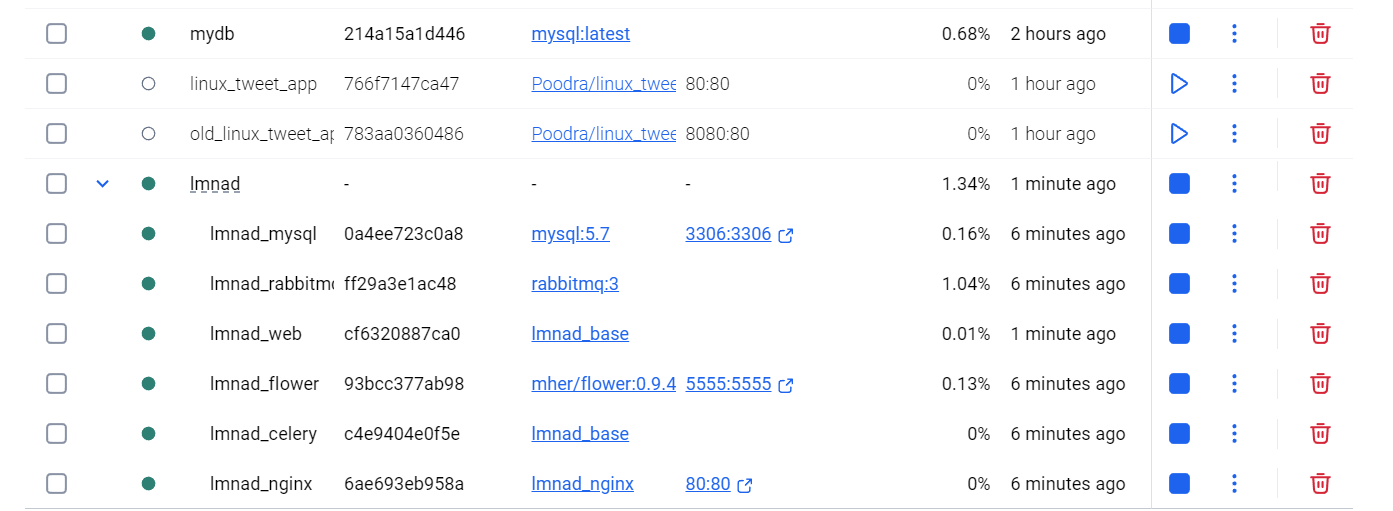 mydb 214a15a1d446 mysql:latest 0.68% 2 hours ago
linux_tweet_app 766f7147ca47 Poodra/linux_twee 80:80 0% 1 hour ago
old_linux_tweet_ap 783aa0360486 Poodra/linux_twee 8080:80 0% 1 hour ago
lmnad - - - 1.34% 1 minute ago
lmnad_mysql 0a4ee723c0a8 mysql:5.7 3306:3306 0.16% 6 minutes ago
lmnad_rabbitmq ff29a3e1ac48 rabbitmq:3 1.04% 6 minutes ago
lmnad_web cf6320887ca0 lmnad_base 0.01% 1 minute ago
lmnad_flower 93bcc377ab98 mher/flower:0.9.4 5555:5555 0.13% 6 minutes ago
lmnad_celery c4e9404e0f5e lmnad_base 0% 6 minutes ago
lmnad_nginx 6ae693eb958a lmnad_nginx 80:80 0% 6 minutes ago